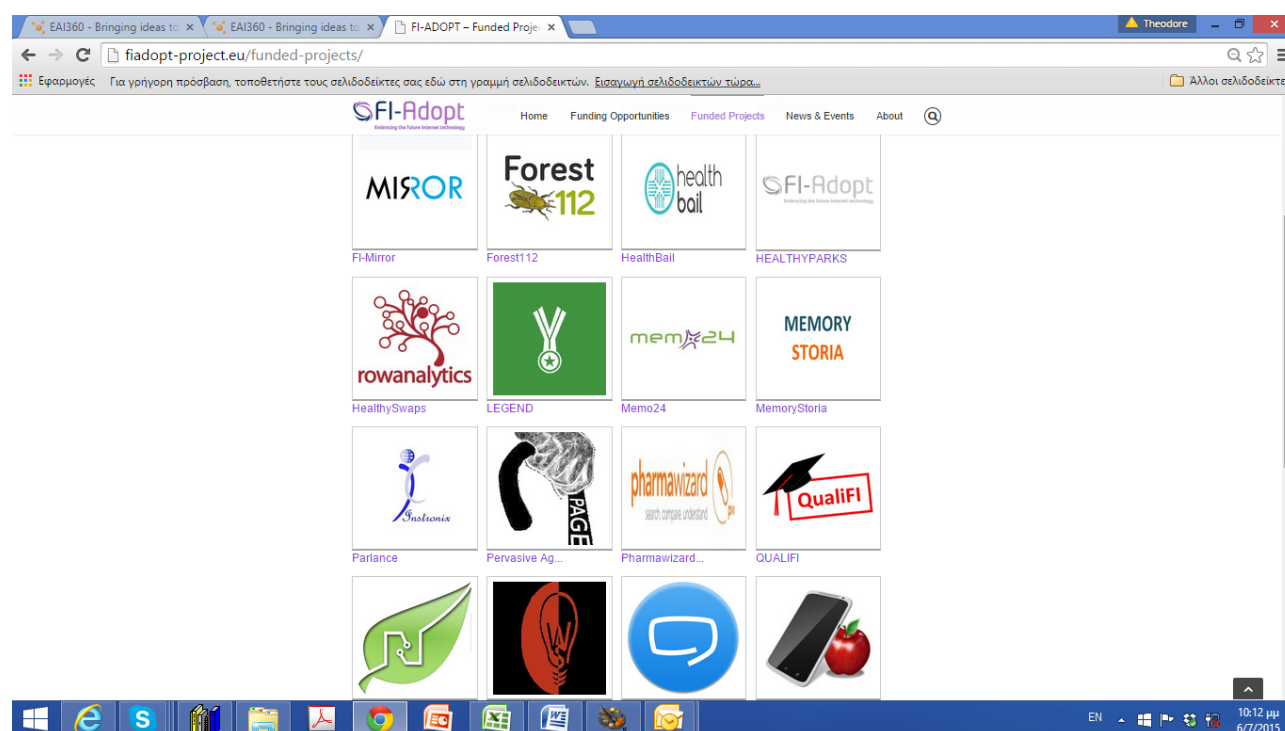 EAI360 - Bringing ideas to
EAI360 - Bringing ideas to
FI-ADOPT – Funded Proje
Theodore
fiadopt-project.eu/funded-projects/
Εφαρμογές Για γρήγορη πρόσβαση, τοποθετήστε τους σελιδοδείκτες σας εδώ στη γραμμή σελιδοδεικτών. Εισαγωγή σελιδοδεικτών τώρα...
Άλλοι σελιδοδείκτε
FI-Adopt
Embracing the future internet technology
Home Funding Opportunities Funded Projects News & Events About
MIRROR
Forest
112
health
bail
FI-Adopt
Embracing the future internet technology
FI-Mirror Forest112 HealthBail HEALTHYPARKS
rowanalytics
memo24
MEMORY
STORIA
HealthySwaps LEGEND Memo24 MemoryStoria
Instronix
PAGE
pharmawizard
search. compare. understand
pw
QualiFI
Parlance Pervasive Ag... Pharmawizard... QUALIFI
EN
10:12 μμ
6/7/2015